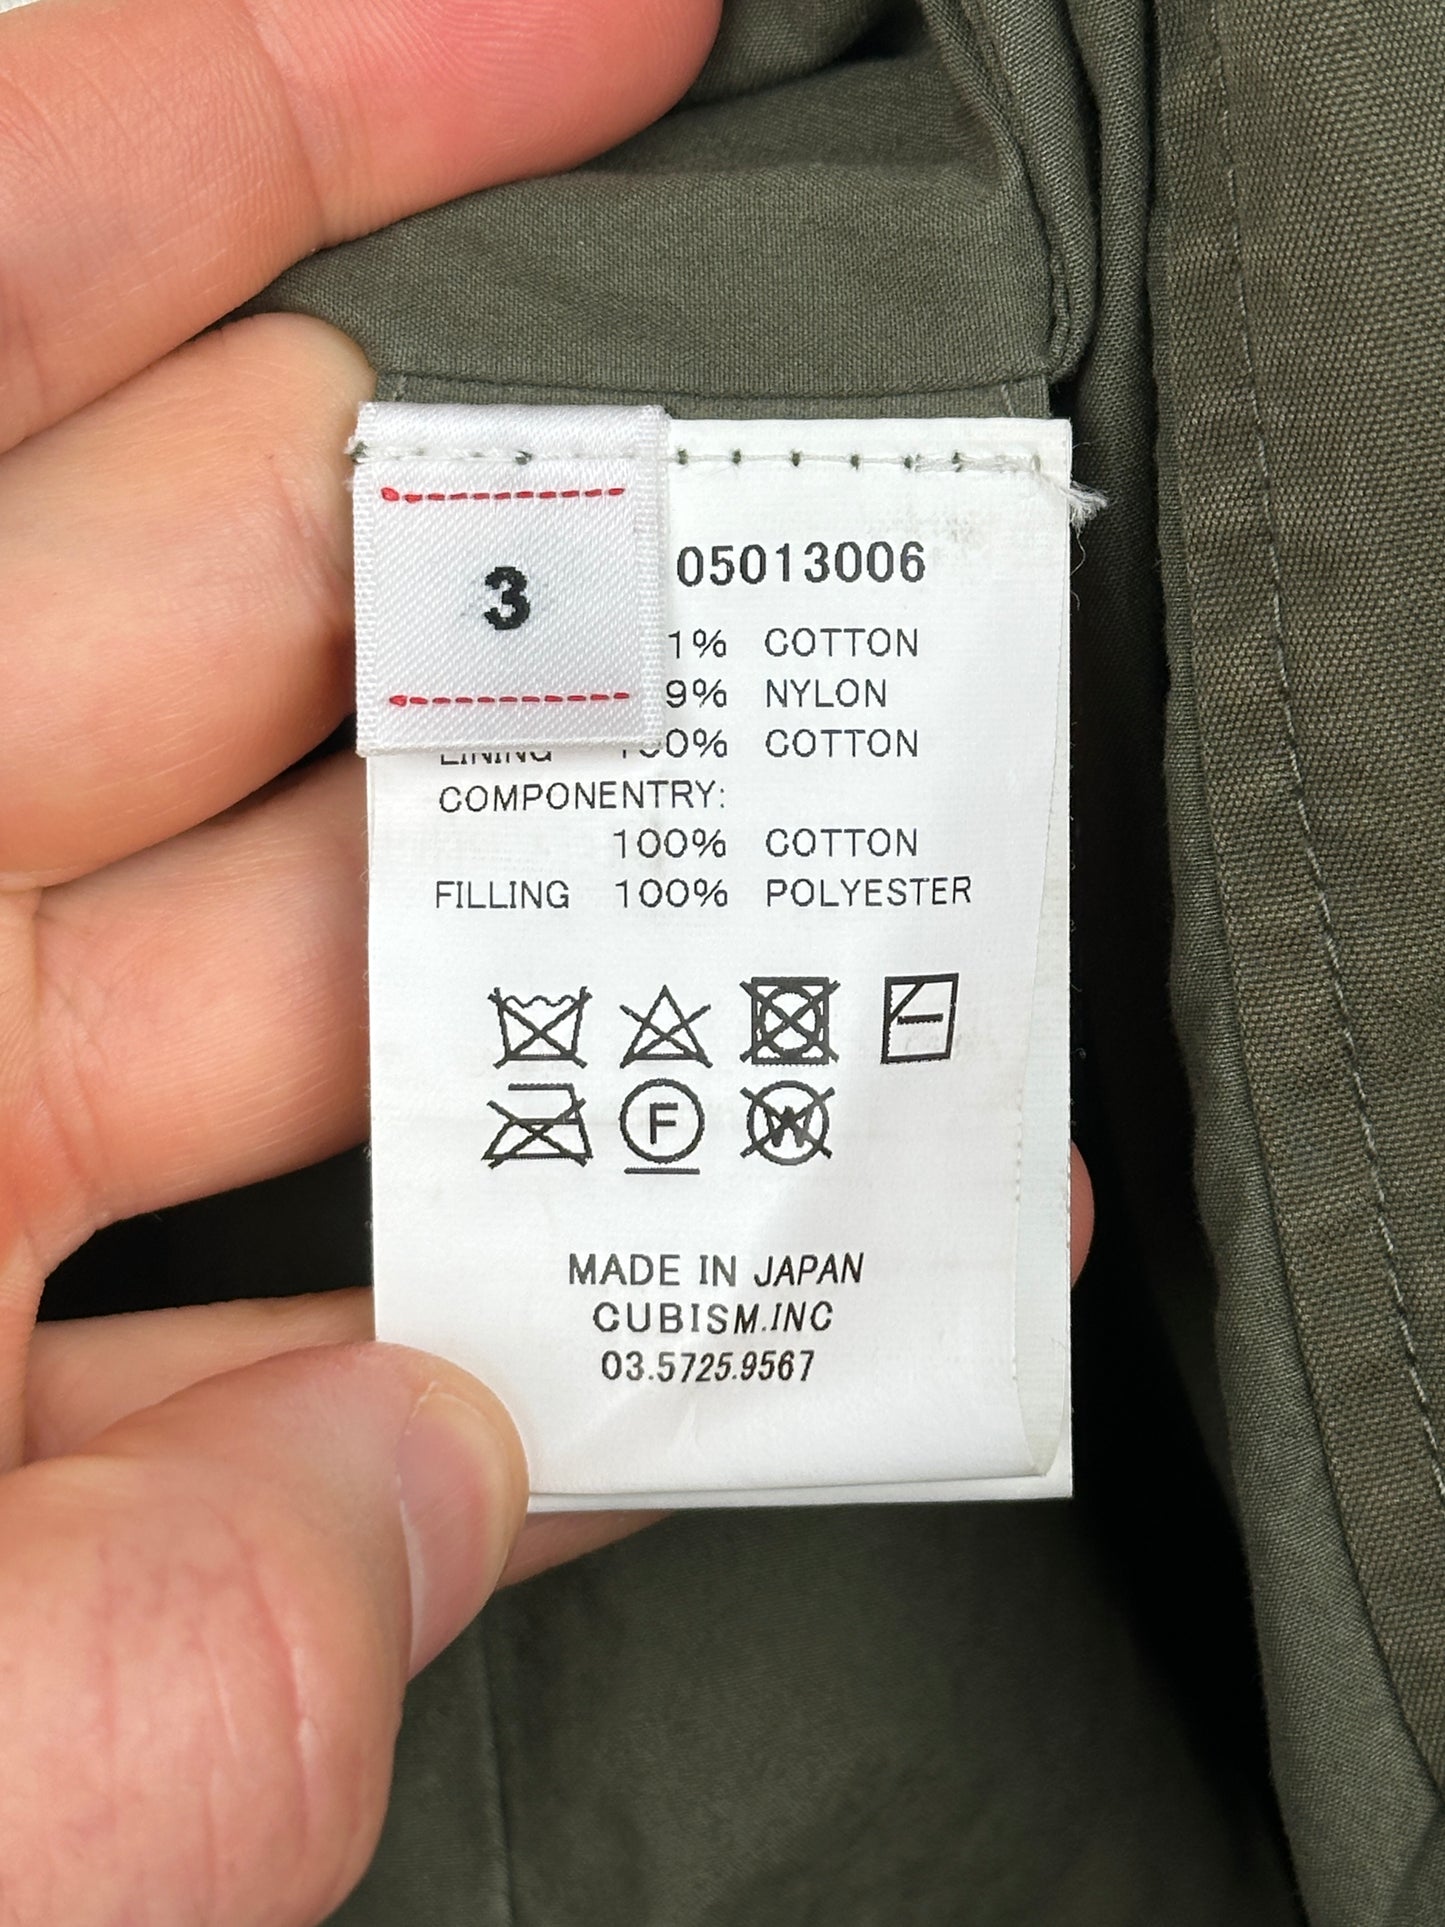 3
05013006
1% COTTON
9% NYLON
LINING 100% COTTON
COMPONENTRY:
100% COTTON
FILLING 100% POLYESTER
F
W
MADE IN JAPAN
CUBISM.INC
03.5725.9567